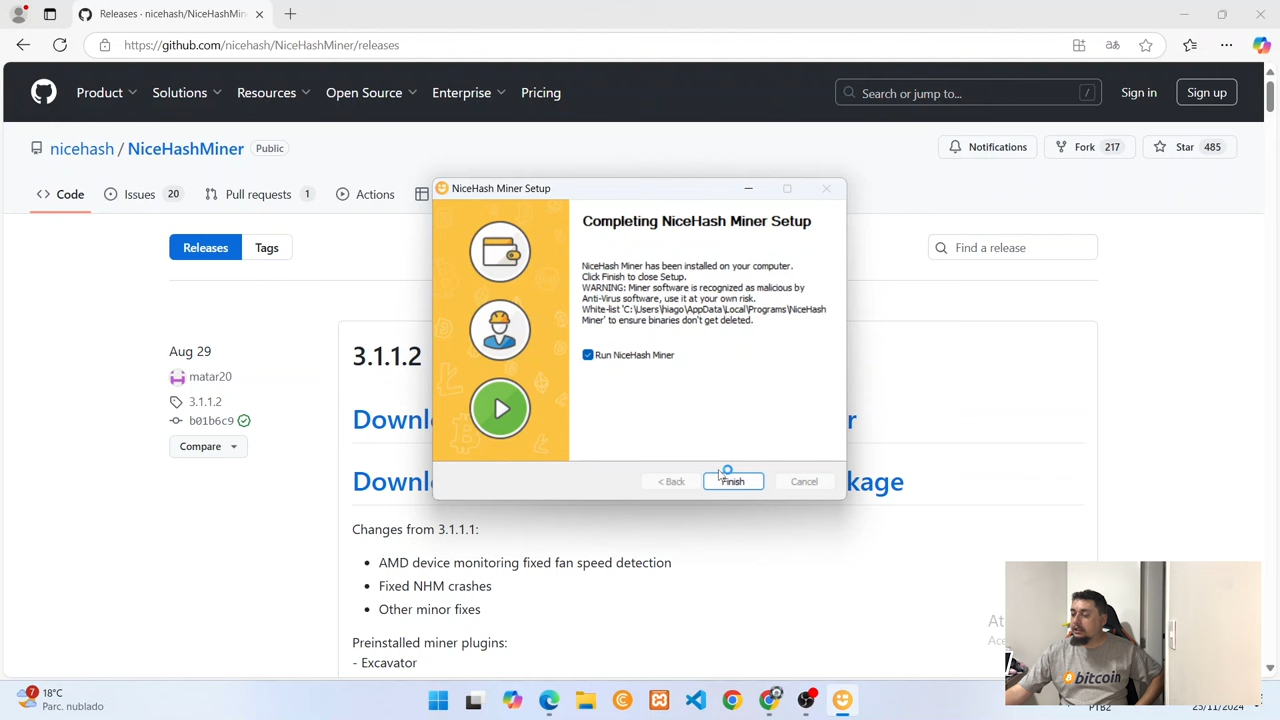 Releases · nicehash/NiceHashMin
https://github.com/nicehash/NiceHashMiner/releases
aあ
Product
Solutions
Resources
Open Source
Enterprise
Pricing
Search or jump to...
/
Sign in
Sign up
nicehash / NiceHashMiner
Public
Notifications
Fork 217
Star 485
Code
Issues 20
Pull requests 1
Actions
Releases
Tags
Find a release
NiceHash Miner Setup
Completing NiceHash Miner Setup
NiceHash Miner has been installed on your computer.
Click Finish to close Setup.
WARNING: Miner software is recognized as malicious by
Anti-Virus software, use it at your own risk.
White-list 'C:\Users\hiago\AppData\Local\Programs\NiceHash
Miner' to ensure binaries don't get deleted.
Run NiceHash Miner
< Back
Finish
Cancel
Aug 29
matar20
3.1.1.2
b01b6c9
Compare
3.1.1.2
Changes from 3.1.1.1:
AMD device monitoring fixed fan speed detection
Fixed NHM crashes
Other minor fixes
Preinstalled miner plugins:
- Excavator
bitcoin
7
18°C
Parc. nublado
PTB2
25/11/2024